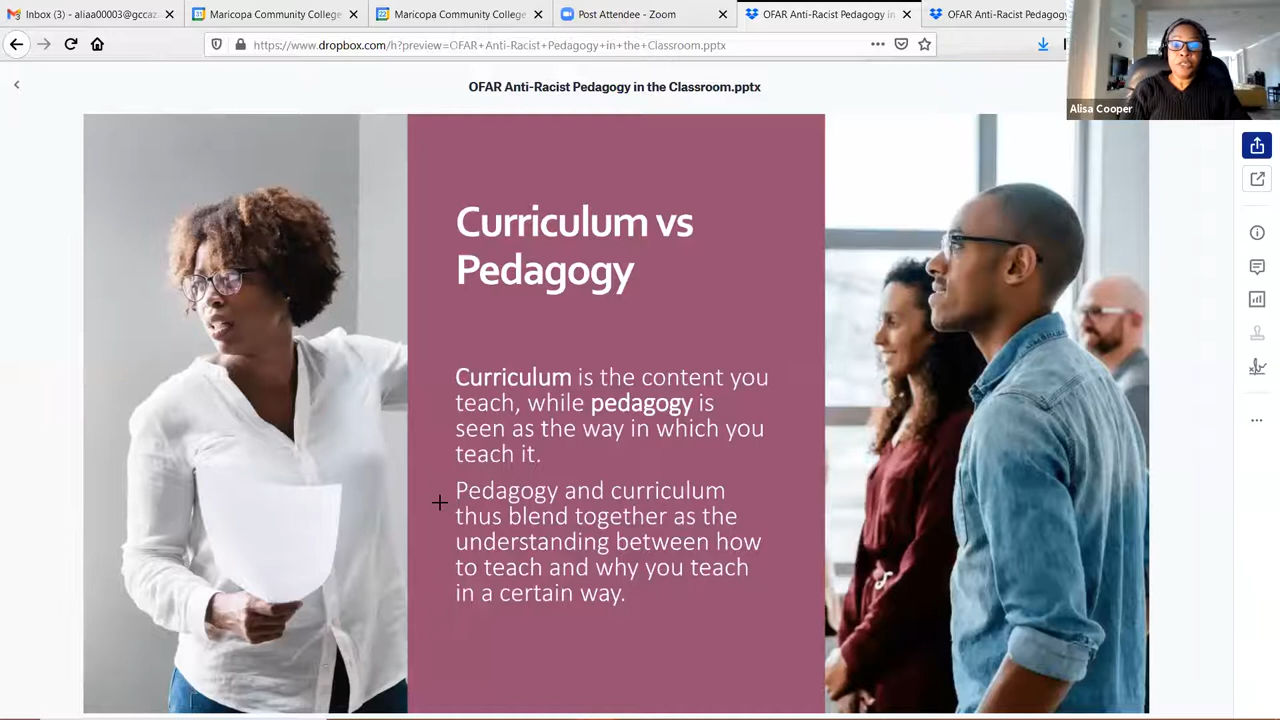 Inbox (3) - aliaa00003@gccaz.
Maricopa Community College
Maricopa Community College
Post Attendee - Zoom
OFAR Anti-Racist Pedagogy in
OFAR Anti-Racist Pedagogy
https://www.dropbox.com/h?preview=OFAR+Anti-Racist+Pedagogy+in+the+Classroom.pptx
Alisa Cooper
OFAR Anti-Racist Pedagogy in the Classroom.pptx
Curriculum vs
Pedagogy
Curriculum is the content you
teach, while pedagogy is
seen as the way in which you
teach it.
Pedagogy and curriculum
thus blend together as the
understanding between how
to teach and why you teach
in a certain way.